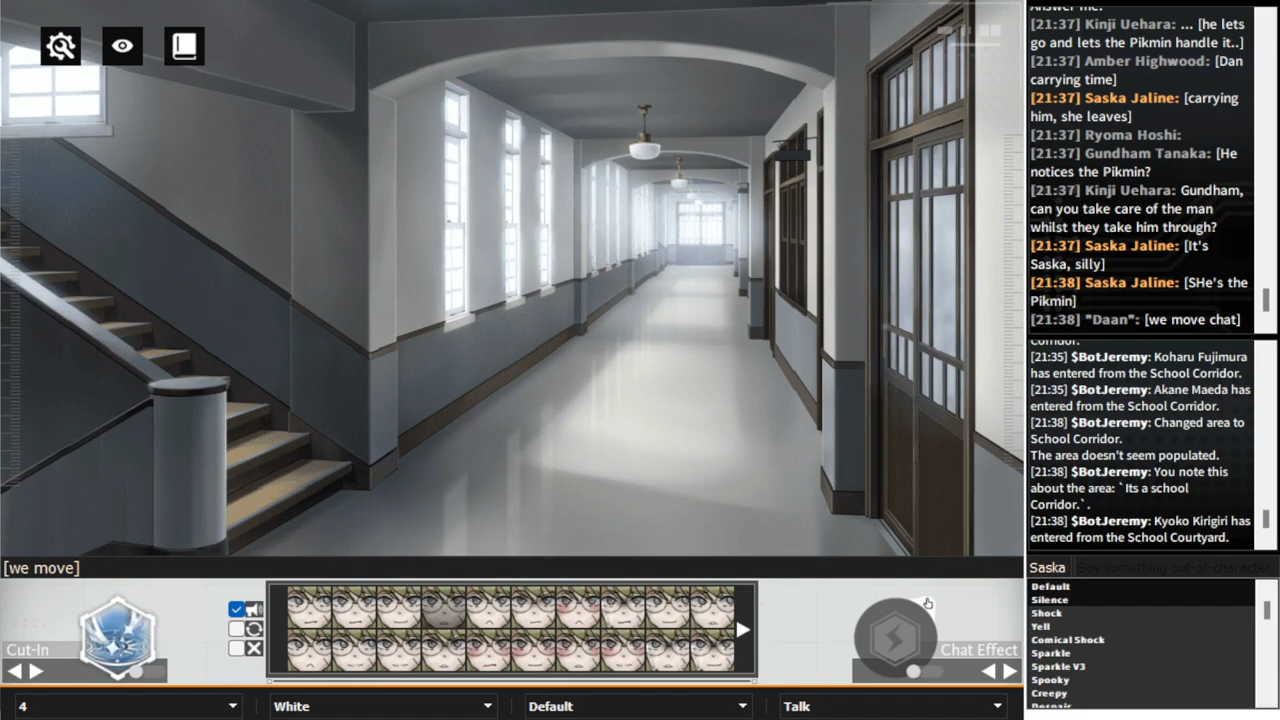 [21:37] Kinji Uehara: ... [he lets
go and lets the Pikmin handle it..]
[21:37] Amber Highwood: [Dan
carrying time]
[21:37] Saska Jaline: [carrying
him, she leaves]
[21:37] Ryoma Hoshi:
[21:37] Gundham Tanaka: [He
notices the Pikmin?
[21:37] Kinji Uehara: Gundham,
can you take care of the man
whilst they take him through?
[21:37] Saska Jaline: [It's
Saska, silly]
[21:38] Saska Jaline: [SHe's the
Pikmin]
[21:38] "Daan": [we move chat]
[21:35] $BotJeremy: Koharu Fujimura
has entered from the School Corridor.
[21:35] $BotJeremy: Akane Maeda has
entered from the School Corridor.
[21:38] $BotJeremy: Changed area to
School Corridor.
The area doesn't seem populated.
[21:38] $BotJeremy: You note this
about the area: `Its a school
Corridor.`.
[21:38] $BotJeremy: Kyoko Kirigiri has
entered from the School Courtyard.
[we move]
Saska
Say something out-of-character
Default
Silence
Shock
Yell
Comical Shock
Sparkle
Sparkle V3
Spooky
Creepy
Cut-In
Chat Effect
4
White
Default
Talk